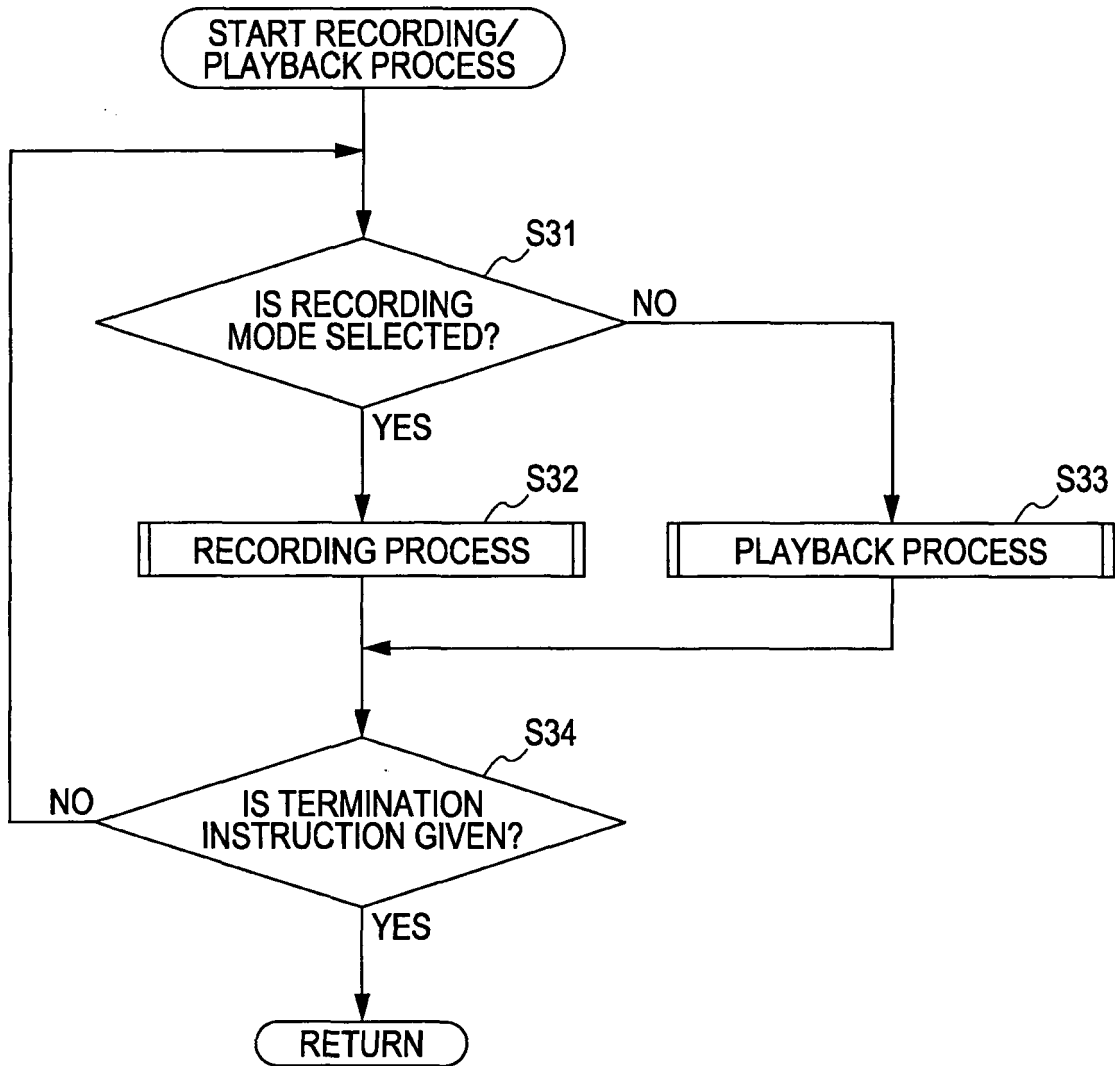 START RECORDING/
PLAYBACK PROCESS
S31
IS RECORDING
MODE SELECTED?
NO
YES
S32
RECORDING PROCESS
S33
PLAYBACK PROCESS
S34
IS TERMINATION
INSTRUCTION GIVEN?
NO
YES
RETURN